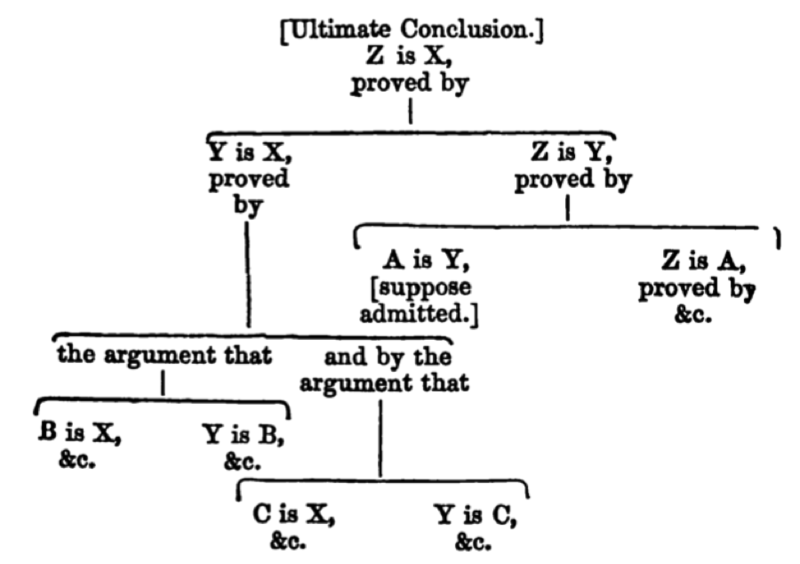 [Ultimate Conclusion.]
Z is X,
proved by
Y is X,
proved
by
Z is Y,
proved by
A is Y,
[suppose
admitted.]
Z is A,
proved by
&c.
the argument that
and by the
argument that
B is X,
&c.
Y is B,
&c.
C is X,
&c.
Y is C,
&c.